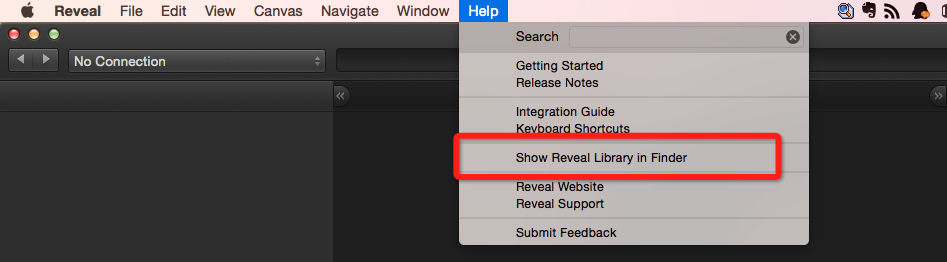 Reveal File Edit View Canvas Navigate Window Help
Search
No Connection
Getting Started
Release Notes
Integration Guide
Keyboard Shortcuts
Show Reveal Library in Finder
Reveal Website
Reveal Support
Submit Feedback